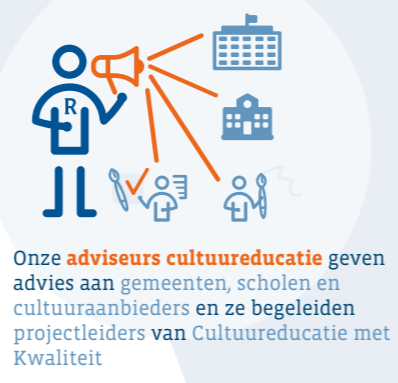 R
Onze adviseurs cultuureducatie geven
advies aan gemeenten, scholen en
cultuuraanbieders en ze begeleiden
projectleiders van Cultuureducatie met
Kwaliteit